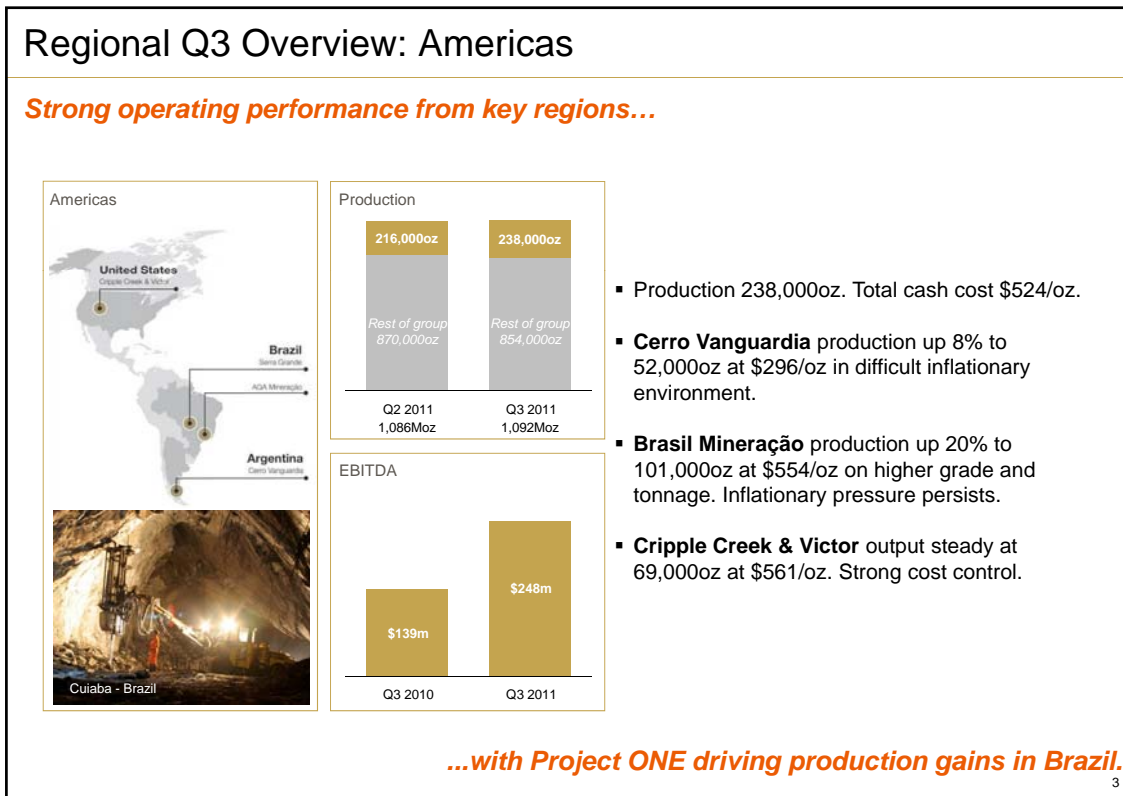 Regional Q3 Overview: Americas
Strong operating performance from key regions…
Americas
United States
Cripple Creek & Victor
Brazil
Serra Grande
AGA Mineração
Argentina
Cerro Vanguardia
Cuiaba - Brazil
Production
216,000oz
238,000oz
Rest of group
870,000oz
Rest of group
854,000oz
Q2 2011
1,086Moz
Q3 2011
1,092Moz
EBITDA
$139m
$248m
Q3 2010
Q3 2011
▪ Production 238,000oz. Total cash cost $524/oz.
▪ Cerro Vanguardia production up 8% to
52,000oz at $296/oz in difficult inflationary
environment.
▪ Brasil Mineração production up 20% to
101,000oz at $554/oz on higher grade and
tonnage. Inflationary pressure persists.
▪ Cripple Creek & Victor output steady at
69,000oz at $561/oz. Strong cost control.
...with Project ONE driving production gains in Brazil.
3